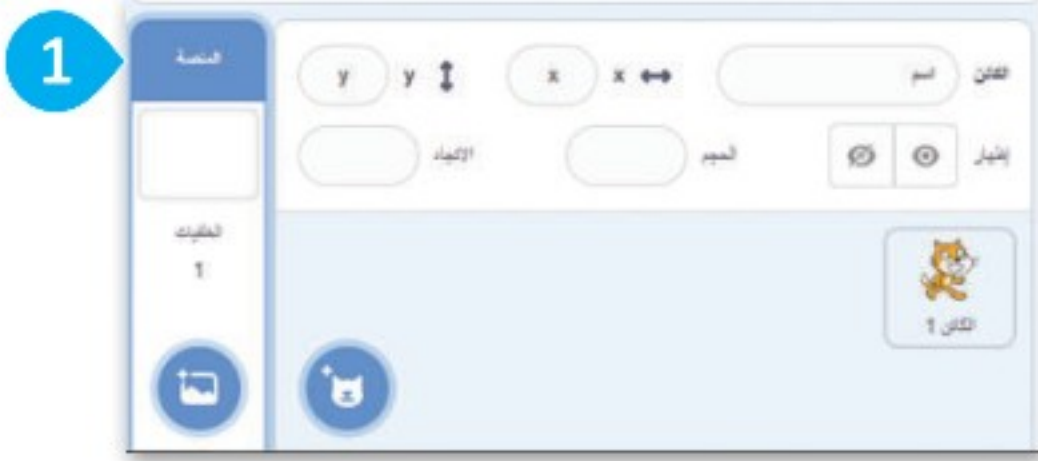 1
الكائن اسم x x y y
إظهار الحجم الاتجاه
الكائن 1
المنصة
الخلفيات
1